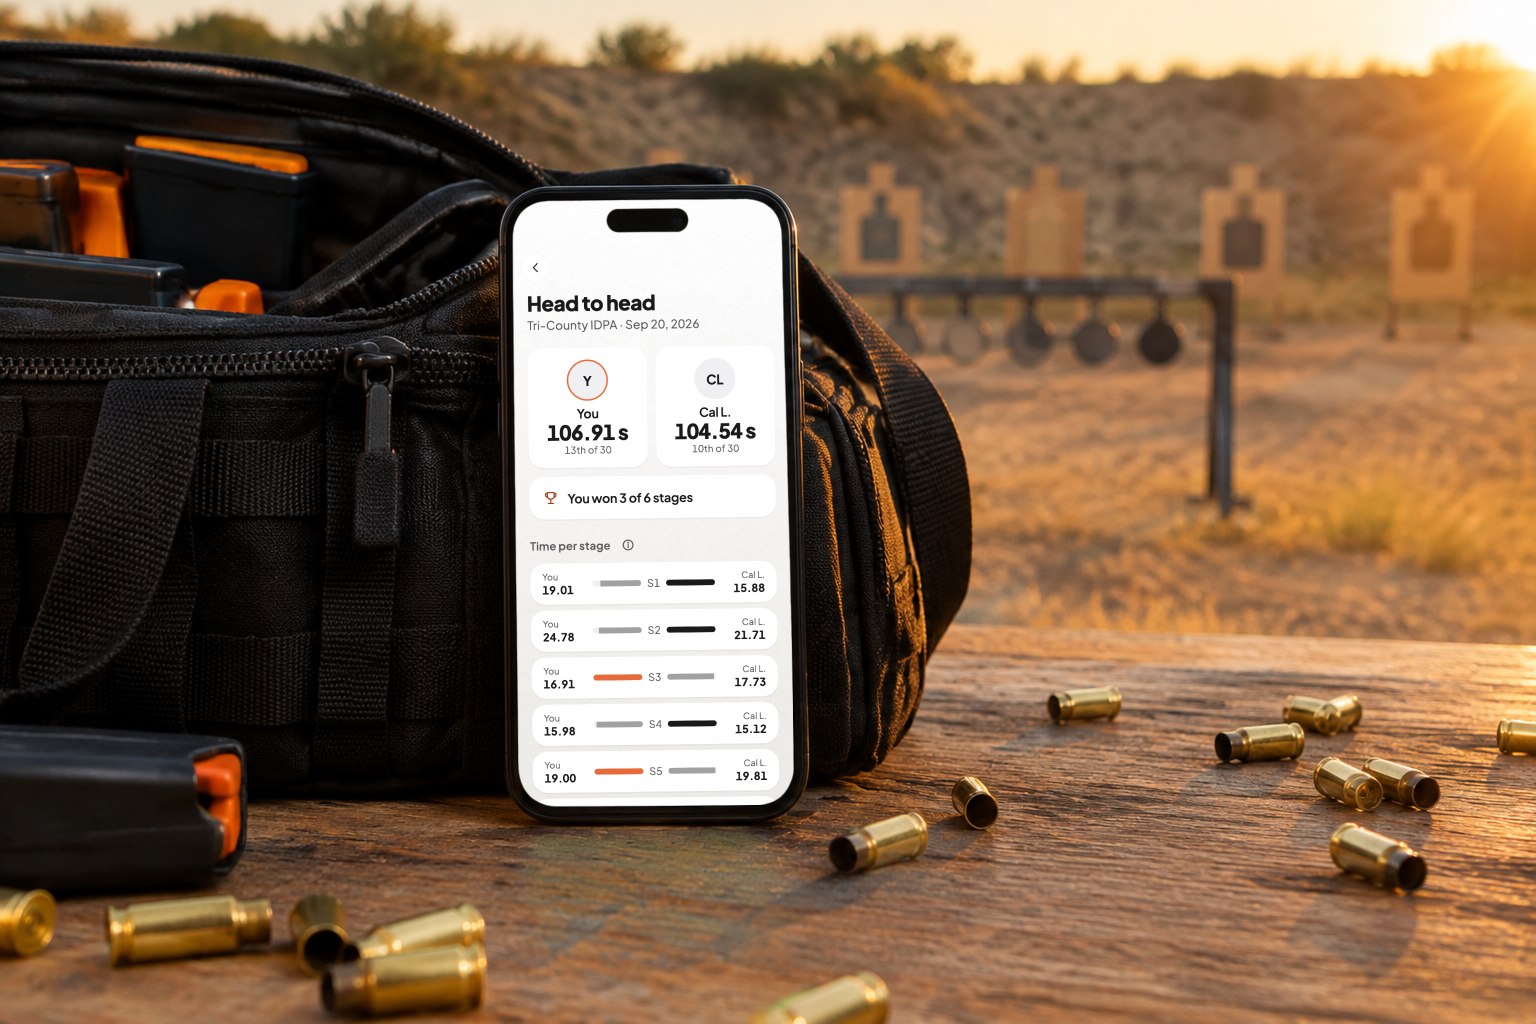 Head to head
Tri-County IDPA · Sep 20, 2026
Y
You
106.91 s
13th of 30
CL
Cal L.
104.54 s
10th of 30
You won 3 of 6 stages
Time per stage
You
19.01
S1
Cal L.
15.88
You
24.78
S2
Cal L.
21.71
You
16.91
S3
Cal L.
17.73
You
15.98
S4
Cal L.
15.12
You
19.00
S5
Cal L.
19.81